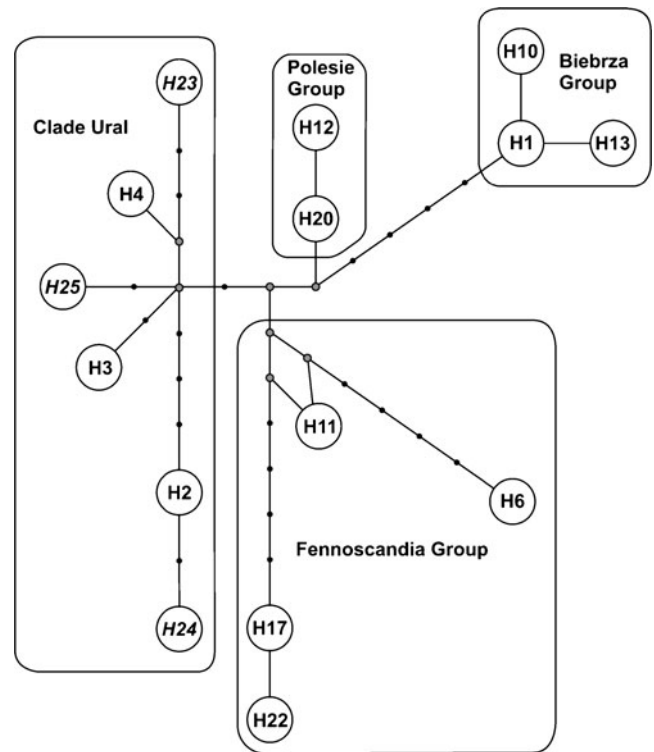 Clade Ural
H23
H4
H25
H3
H2
H24
Polesie
Group
H12
H20
Biebrza
Group
H10
H1
H13
H11
H6
Fennoscandia Group
H17
H22